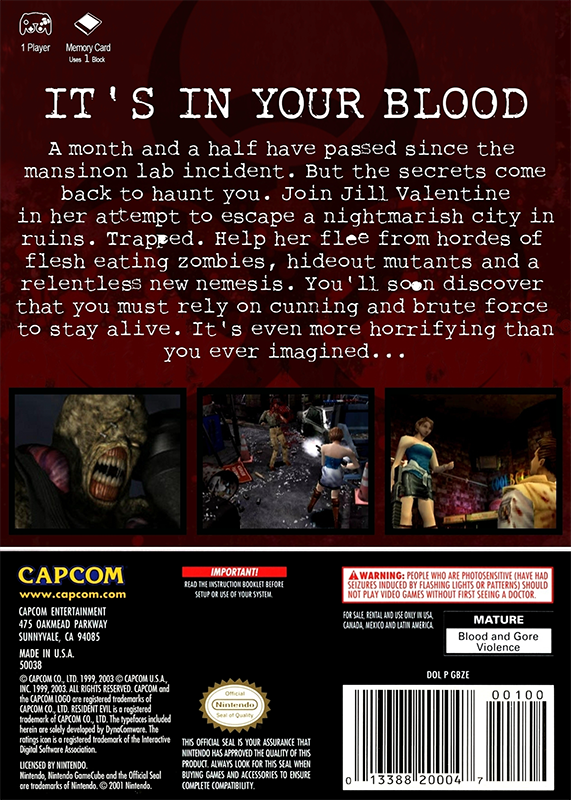 1 Player
Memory Card
Uses 1 Block
IT'S IN YOUR BLOOD
A month and a half have passed since the
mansinon lab incident. But the secrets come
back to haunt you. Join Jill Valentine
in her attempt to escape a nightmarish city in
ruins. Trapped. Help her flee from hordes of
flesh eating zombies, hideout mutants and a
relentless new nemesis. You'll soon discover
that you must rely on cunning and brute force
to stay alive. It's even more horrifying than
you ever imagined...
CAPCOM
www.capcom.com
CAPCOM ENTERTAINMENT
475 OAKMEAD PARKWAY
SUNNYVALE, CA 94085
MADE IN U.S.A.
50038
© CAPCOM CO., LTD. 1999, 2003 © CAPCOM U.S.A.,
INC. 1999, 2003. ALL RIGHTS RESERVED. CAPCOM and
the CAPCOM LOGO are registered trademarks of
CAPCOM CO., LTD. RESIDENT EVIL is a registered
trademark of CAPCOM CO., LTD. The typefaces included
herein are solely developed by DynaComware. The
ratings icon is a registered trademark of the Interactive
Digital Software Association.
LICENSED BY NINTENDO.
Nintendo, Nintendo GameCube and the Official Seal
are trademarks of Nintendo. © 2001 Nintendo.
IMPORTANT!
READ THE INSTRUCTION BOOKLET BEFORE
SETUP OR USE OF YOUR SYSTEM.
Official
Nintendo
Seal of Quality
THIS OFFICIAL SEAL IS YOUR ASSURANCE THAT
NINTENDO HAS APPROVED THE QUALITY OF THIS
PRODUCT. ALWAYS LOOK FOR THIS SEAL WHEN
BUYING GAMES AND ACCESSORIES TO ENSURE
COMPLETE COMPATIBILITY.
WARNING: PEOPLE WHO ARE PHOTOSENSITIVE (HAVE HAD
SEIZURES INDUCED BY FLASHING LIGHTS OR PATTERNS) SHOULD
NOT PLAY VIDEO GAMES WITHOUT FIRST SEEING A DOCTOR.
FOR SALE, RENTAL AND USE ONLY IN USA,
CANADA, MEXICO AND LATIN AMERICA.
MATURE
Blood and Gore
Violence
DOL P GBZE
00100
0 13388 20004 7